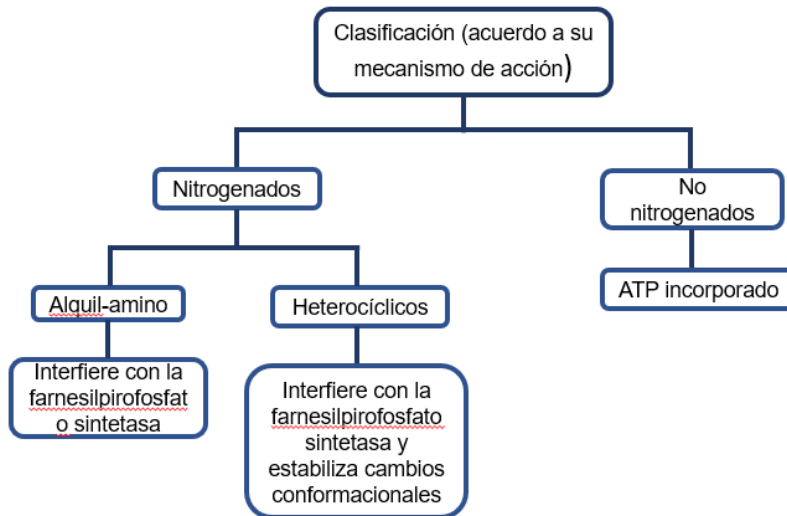 Clasificación (acuerdo a su
mecanismo de acción)
Nitrogenados
No
nitrogenados
Alquil-amino
Heterocíclicos
ATP incorporado
Interfiere con la
farnesilpirofosfat
o sintetasa
Interfiere con la
farnesilpirofosfato
sintetasa y
estabiliza cambios
conformacionales